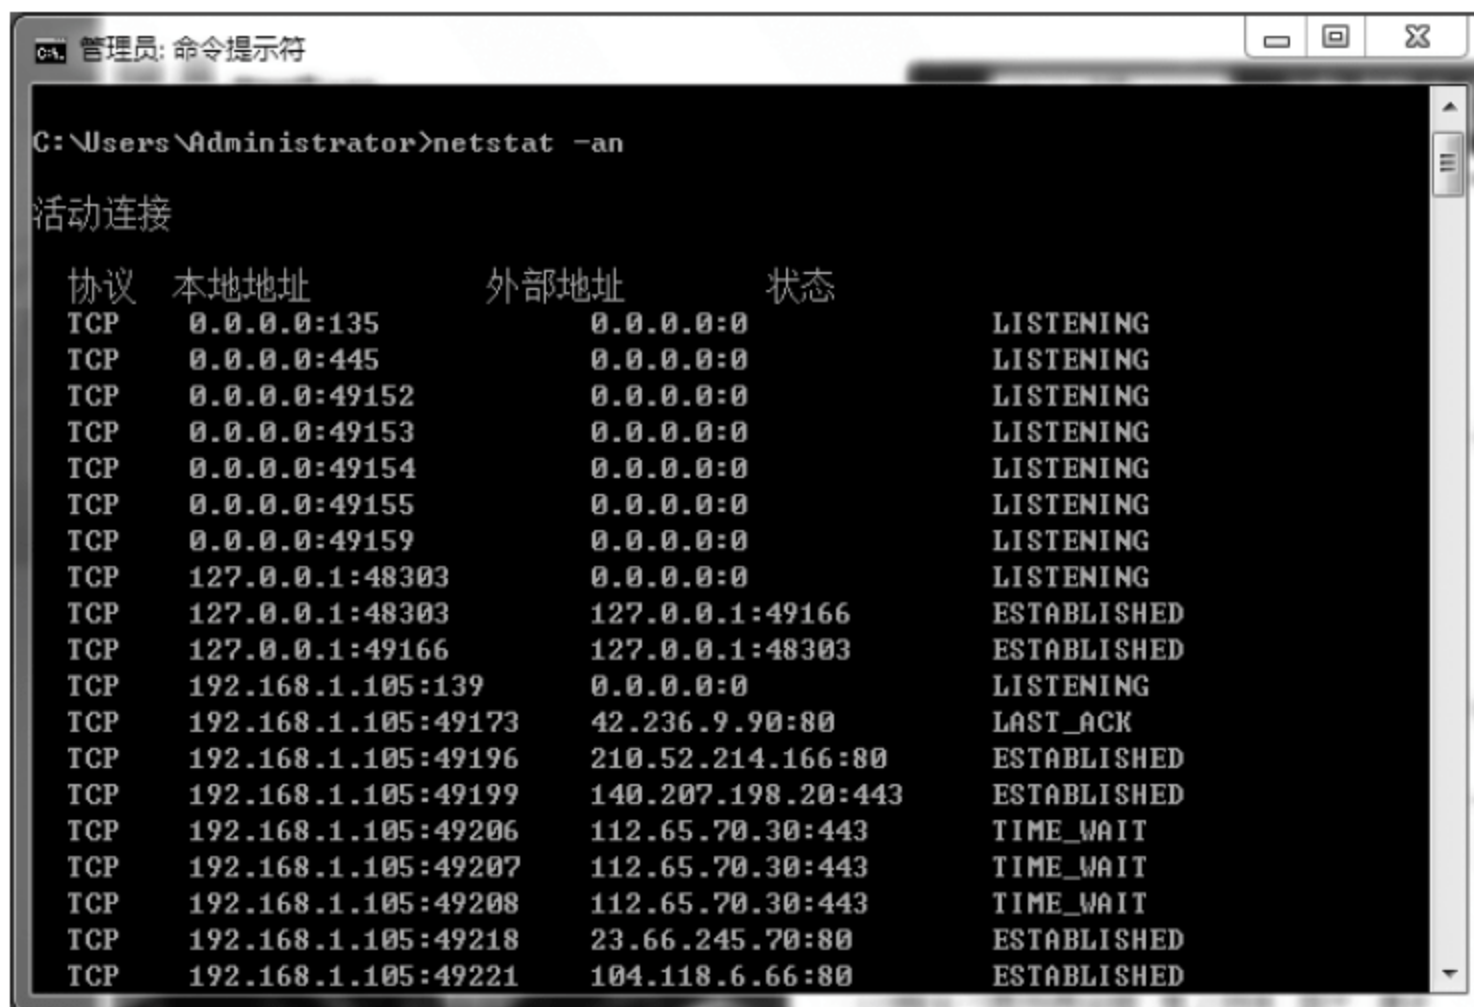 管理员: 命令提示符
C:\Users\Administrator>netstat -an
活动连接
协议 本地地址 外部地址 状态
TCP 0.0.0.0:135 0.0.0.0:0 LISTENING
TCP 0.0.0.0:445 0.0.0.0:0 LISTENING
TCP 0.0.0.0:49152 0.0.0.0:0 LISTENING
TCP 0.0.0.0:49153 0.0.0.0:0 LISTENING
TCP 0.0.0.0:49154 0.0.0.0:0 LISTENING
TCP 0.0.0.0:49155 0.0.0.0:0 LISTENING
TCP 0.0.0.0:49159 0.0.0.0:0 LISTENING
TCP 127.0.0.1:48303 0.0.0.0:0 LISTENING
TCP 127.0.0.1:48303 127.0.0.1:49166 ESTABLISHED
TCP 127.0.0.1:49166 127.0.0.1:48303 ESTABLISHED
TCP 192.168.1.105:139 0.0.0.0:0 LISTENING
TCP 192.168.1.105:49173 42.236.9.90:80 LAST_ACK
TCP 192.168.1.105:49196 210.52.214.166:80 ESTABLISHED
TCP 192.168.1.105:49199 140.207.198.20:443 ESTABLISHED
TCP 192.168.1.105:49206 112.65.70.30:443 TIME_WAIT
TCP 192.168.1.105:49207 112.65.70.30:443 TIME_WAIT
TCP 192.168.1.105:49208 112.65.70.30:443 TIME_WAIT
TCP 192.168.1.105:49218 23.66.245.70:80 ESTABLISHED
TCP 192.168.1.105:49221 104.118.6.66:80 ESTABLISHED